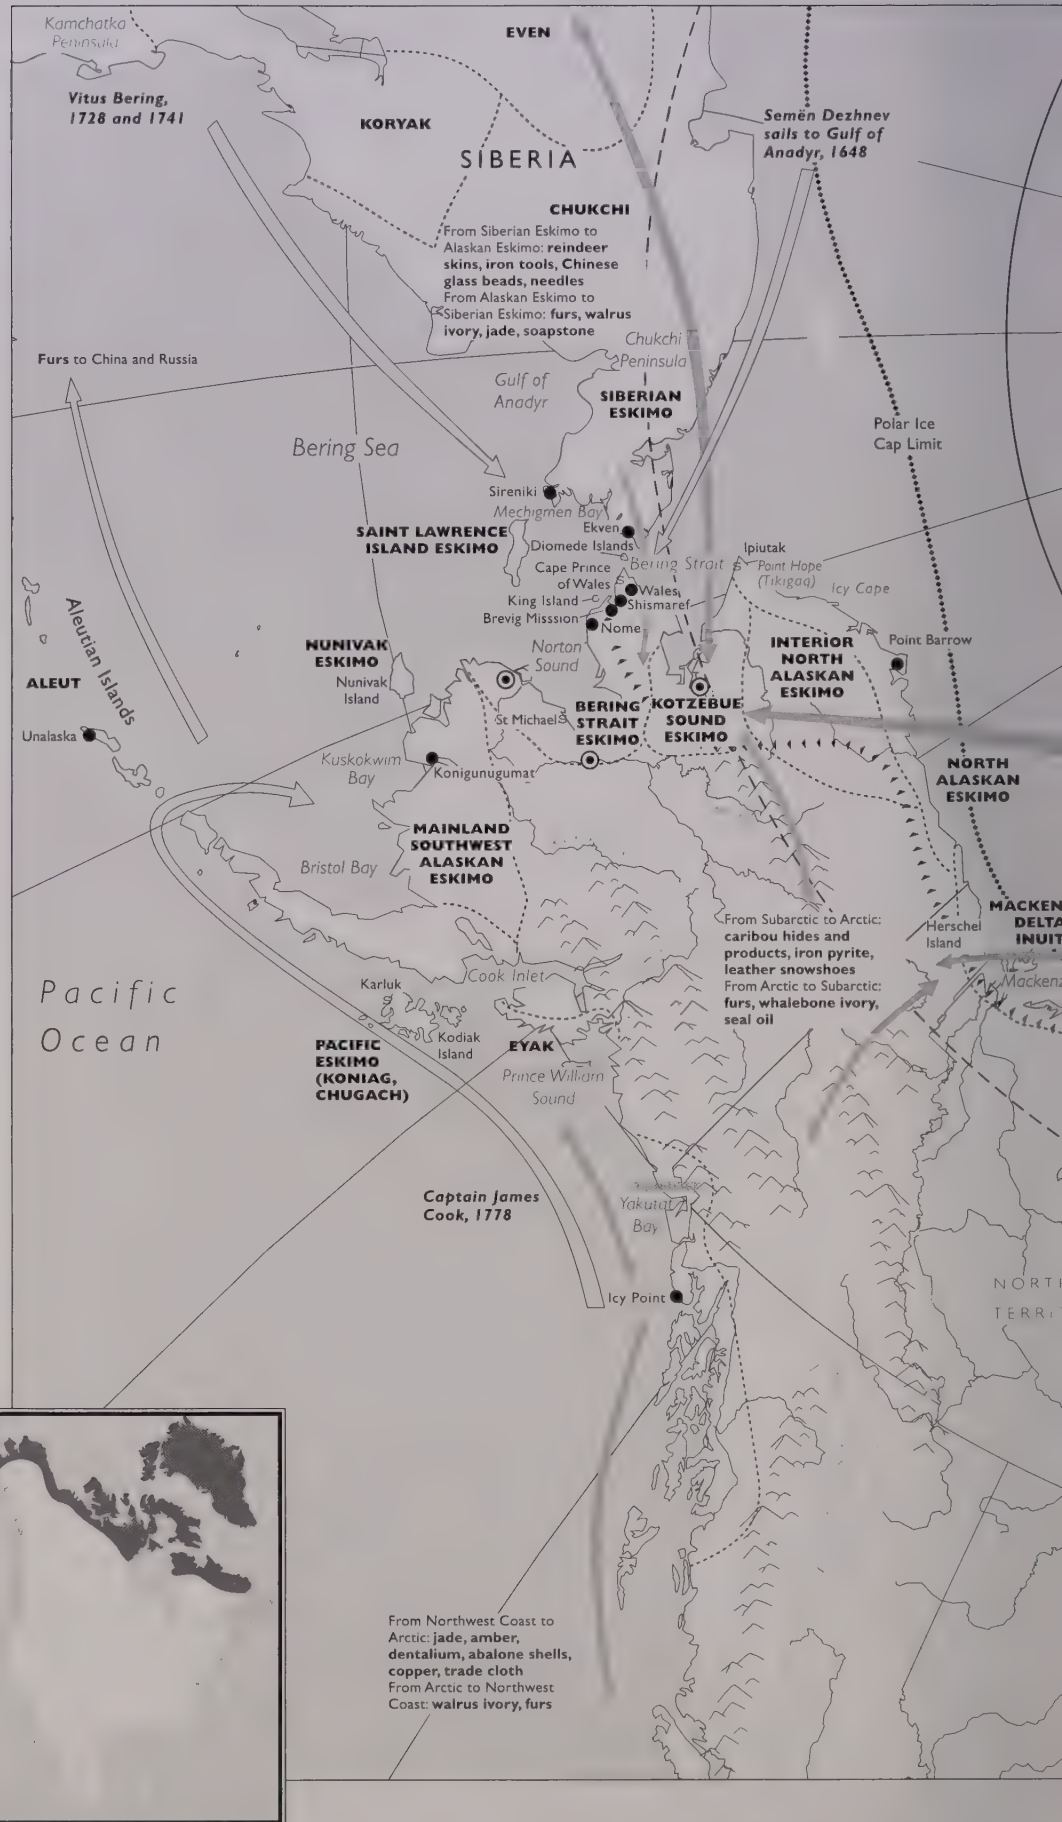 Kamchatka
Peninsula
EVEN
Vitus Bering,
1728 and 1741
KORYAK
SIBERIA
Semën Dezhnev
sails to Gulf of
Anadyr, 1648
CHUKCHI
From Siberian Eskimo to
Alaskan Eskimo: reindeer
skins, iron tools, Chinese
glass beads, needles
From Alaskan Eskimo to
Siberian Eskimo: furs, walrus
ivory, jade, soapstone
Furs to China and Russia
Chukchi
Peninsula
Gulf of
Anadyr
SIBERIAN
ESKIMO
Polar Ice
Cap Limit
Bering Sea
Sireniki
Mechigmen Bay
SAINT LAWRENCE
ISLAND ESKIMO
Ekven
Diomede Islands
Bering Strait
Ipiutak
Point Hope
(Tikigaq)
Icy Cape
Cape Prince
of Wales
Wales
King Island
Shismaref
Brevig Misssion
Nome
Norton
Sound
Point Barrow
Aleutian Islands
NUNIVAK
ESKIMO
Nunivak
Island
INTERIOR
NORTH
ALASKAN
ESKIMO
ALEUT
St Michael
BERING
STRAIT
ESKIMO
KOTZEBUE
SOUND
ESKIMO
Unalaska
Kuskokwim
Bay
Konigunugumat
NORTH
ALASKAN
ESKIMO
MAINLAND
SOUTHWEST
ALASKAN
ESKIMO
Bristol Bay
From Subarctic to Arctic:
caribou hides and
products, iron pyrite,
leather snowshoes
From Arctic to Subarctic:
furs, whalebone ivory,
seal oil
Herschel
Island
MACKEN
DELTA
INUIT
Mackenz
Pacific
Ocean
Cook Inlet
Karluk
Kodiak
Island
PACIFIC
ESKIMO
(KONIAG,
CHUGACH)
EYAK
Prince William
Sound
Captain James
Cook, 1778
Yakutat
Bay
Icy Point
NORTH
TERRI
From Northwest Coast to
Arctic: jade, amber,
dentalium, abalone shells,
copper, trade cloth
From Arctic to Northwest
Coast: walrus ivory, furs